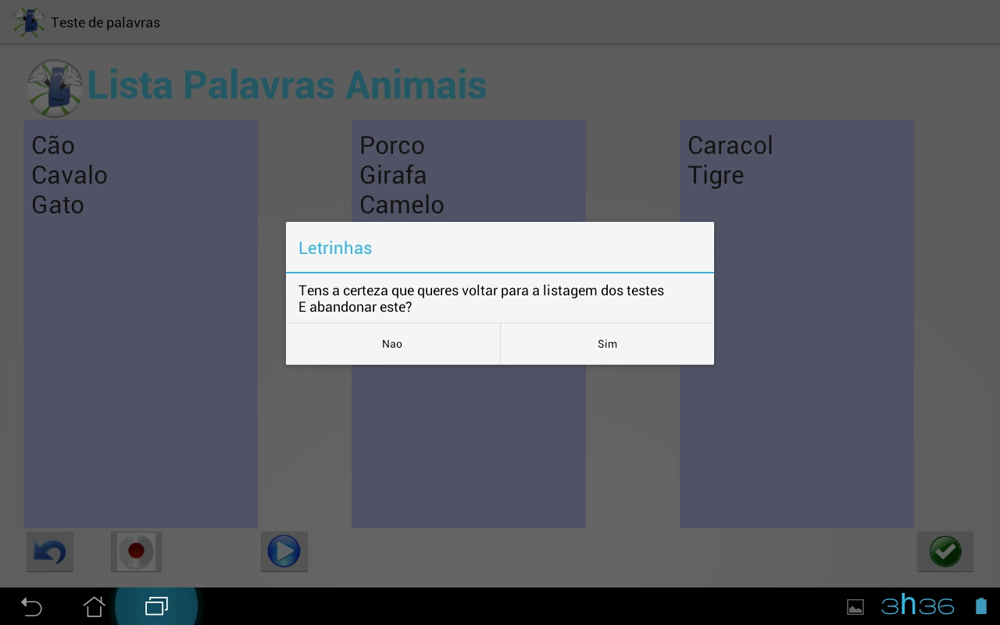 Teste de palavras
Lista Palavras Animais
Cão
Cavalo
Gato
Porco
Girafa
Camelo
Caracol
Tigre
Letrinhas
Tens a certeza que queres voltar para a listagem dos testes
E abandonar este?
Nao
Sim
3h36